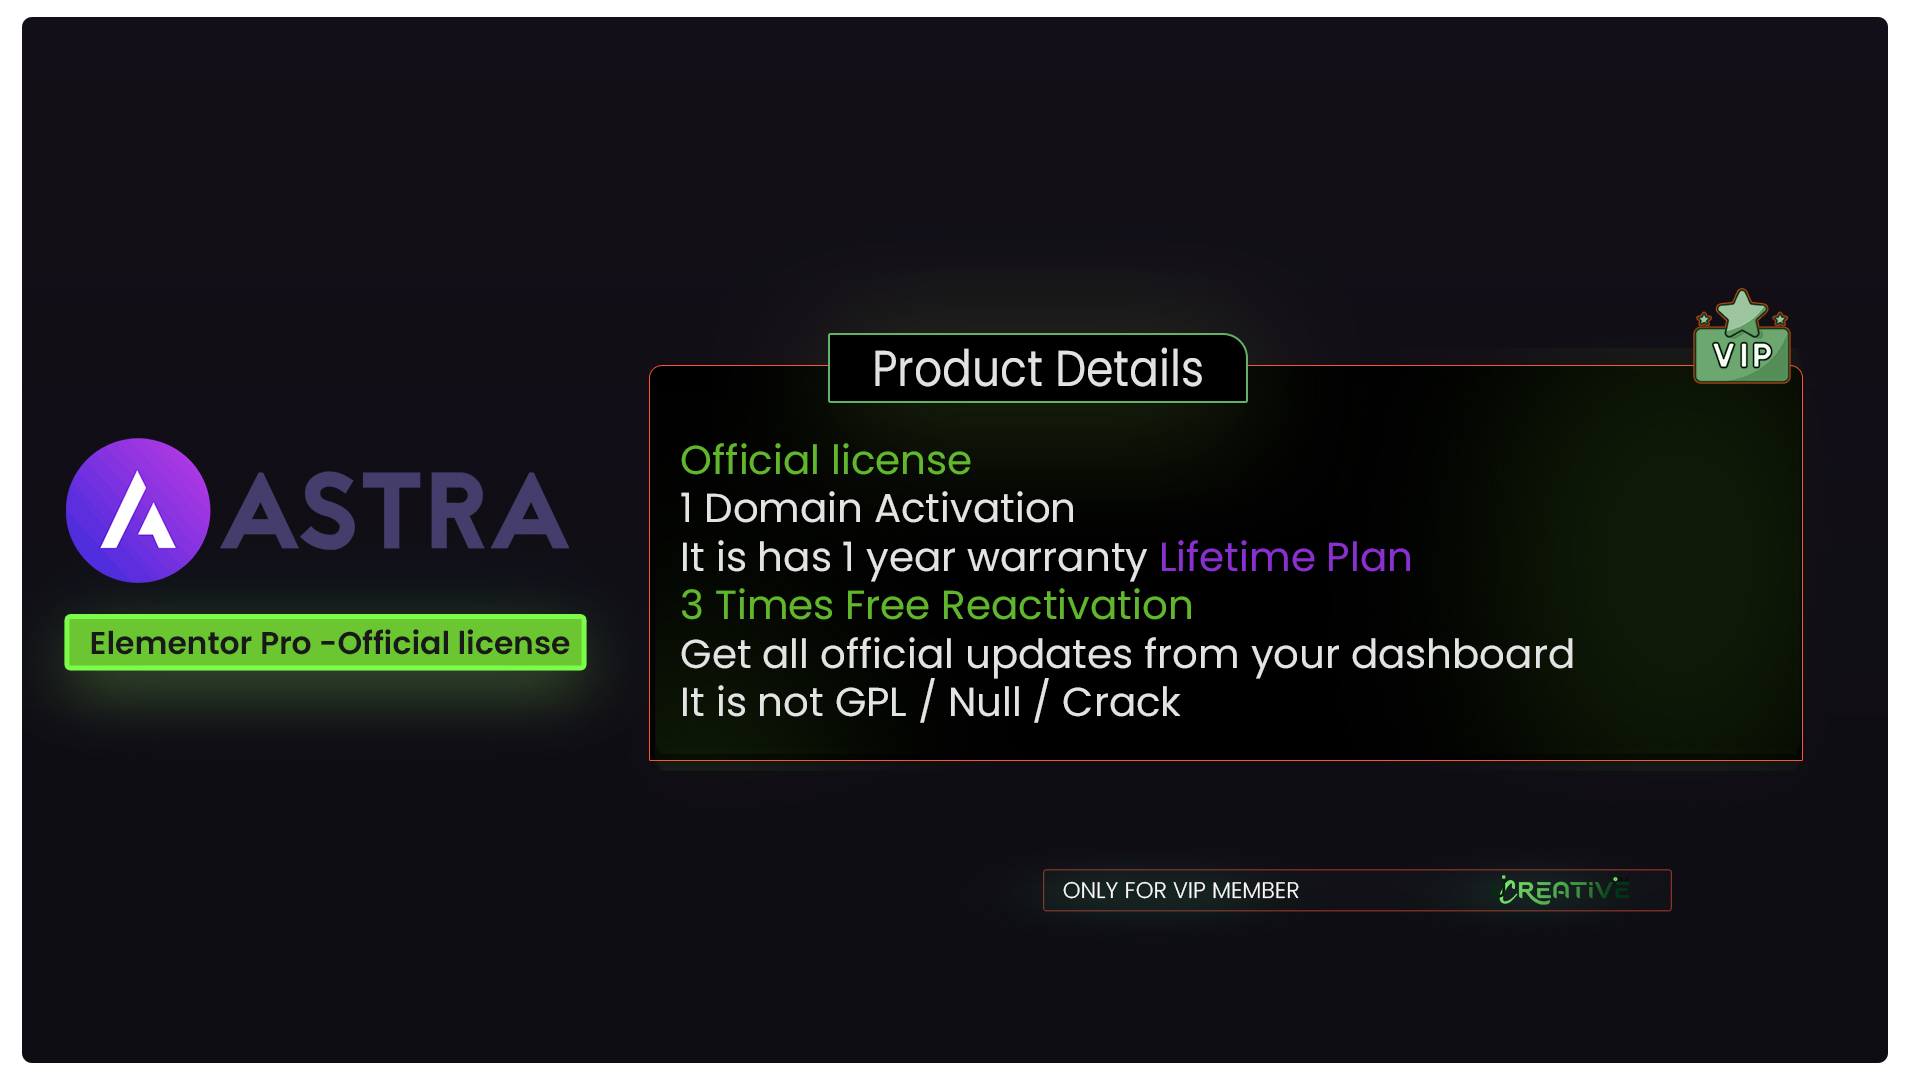 ASTRA
Elementor Pro -Official license
Product Details
VIP
Official license
1 Domain Activation
It is has 1 year warranty Lifetime Plan
3 Times Free Reactivation
Get all official updates from your dashboard
It is not GPL / Null / Crack
ONLY FOR VIP MEMBER
CREATIVE